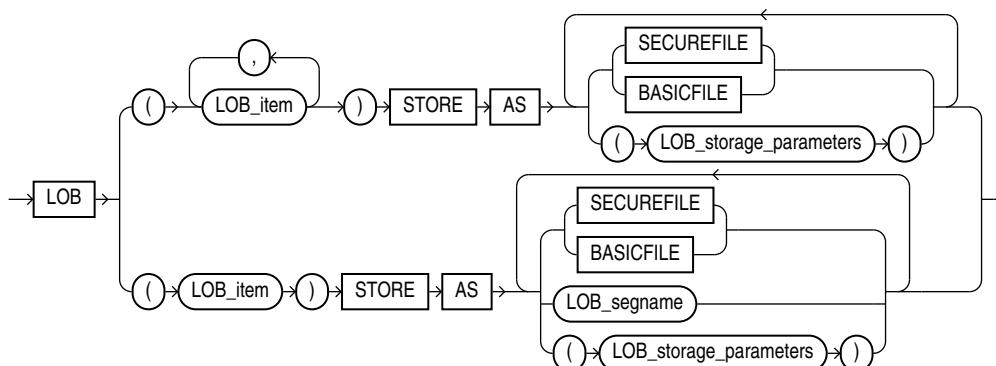 ,
SECUREFILE
BASICFILE
( LOB_item ) STORE AS
( LOB_storage_parameters )
LOB
SECUREFILE
BASICFILE
( LOB_item ) STORE AS
LOB_segname
( LOB_storage_parameters )